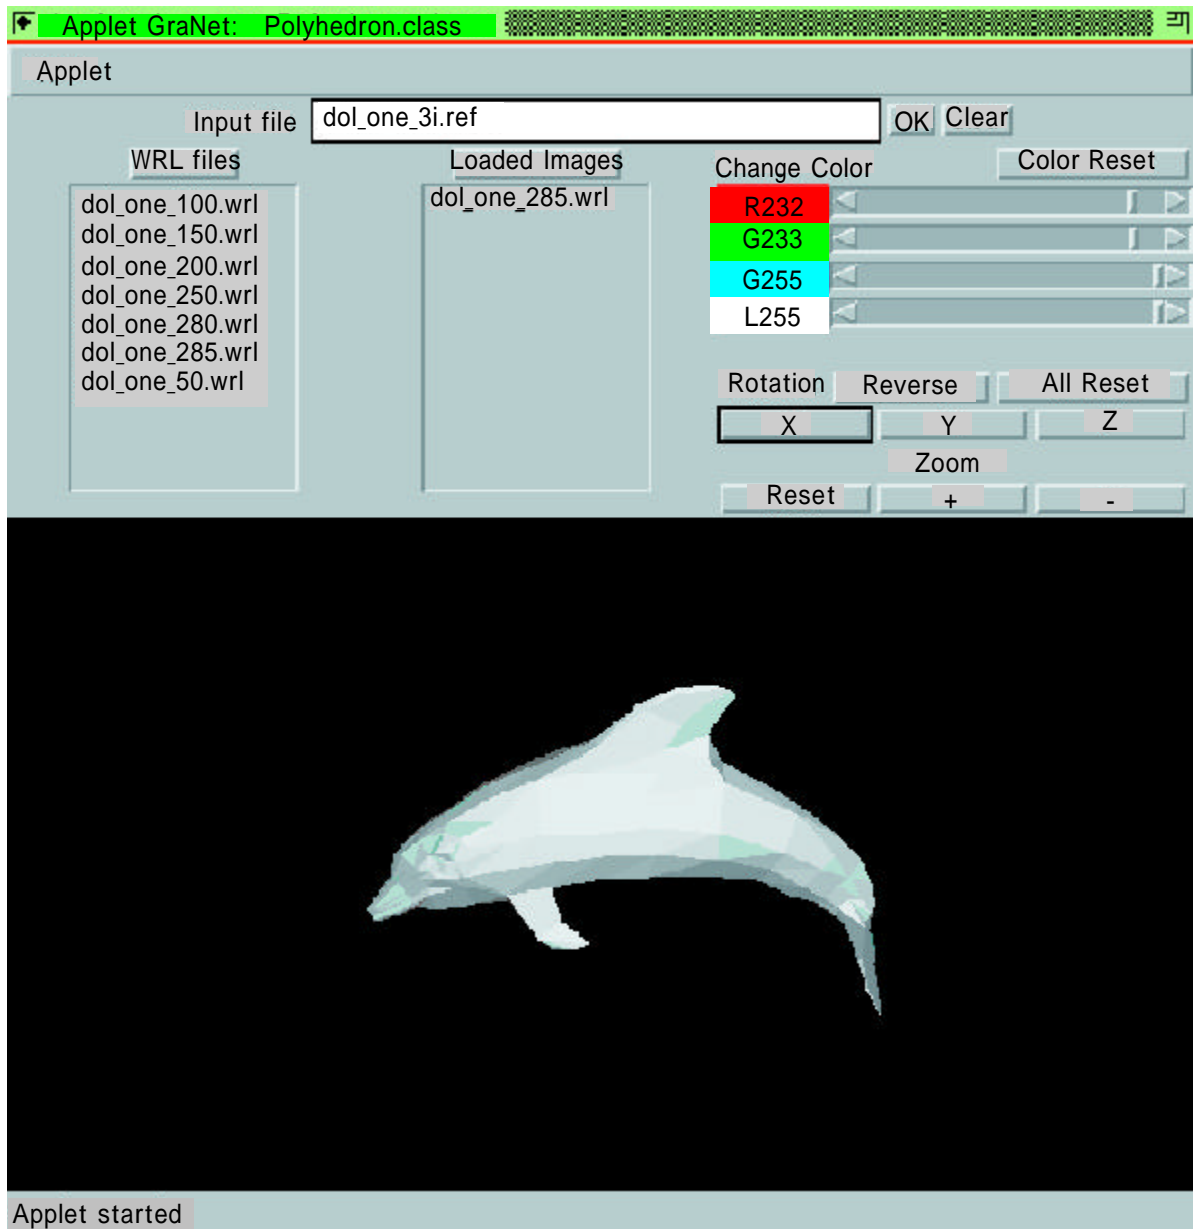 Applet GraNet: Polyhedron.class
Applet
Input file dol_one_3i.ref OK Clear
WRL files Loaded Images Change Color Color Reset
dol_one_100.wrl
dol_one_150.wrl
dol_one_200.wrl
dol_one_250.wrl
dol_one_280.wrl
dol_one_285.wrl
dol_one_50.wrl
dol_one_285.wrl
R232
G233
G255
L255
Rotation Reverse All Reset
X Y Z
Zoom
Reset + -
Applet started